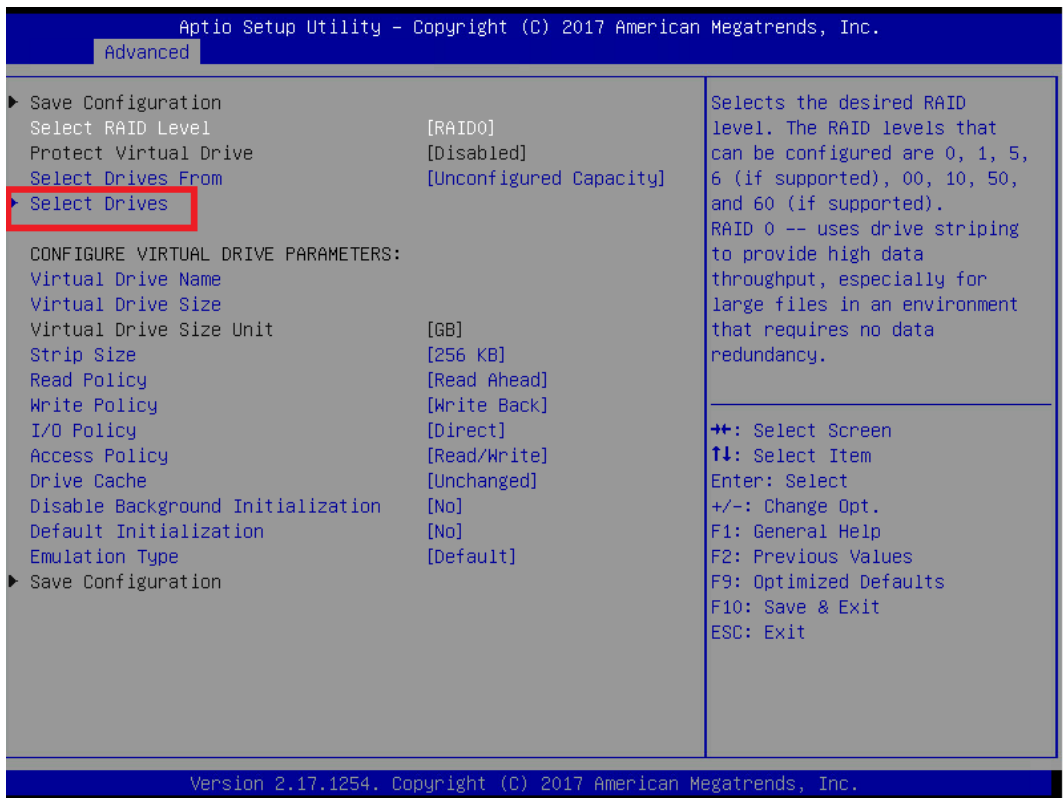 Aptio Setup Utility – Copyright (C) 2017 American Megatrends, Inc.
Advanced
▶ Save Configuration
Select RAID Level [RAID0]
Protect Virtual Drive [Disabled]
Select Drives From [Unconfigured Capacity]
▶ Select Drives
CONFIGURE VIRTUAL DRIVE PARAMETERS:
Virtual Drive Name
Virtual Drive Size
Virtual Drive Size Unit [GB]
Strip Size [256 KB]
Read Policy [Read Ahead]
Write Policy [Write Back]
I/O Policy [Direct]
Access Policy [Read/Write]
Drive Cache [Unchanged]
Disable Background Initialization [No]
Default Initialization [No]
Emulation Type [Default]
▶ Save Configuration
Selects the desired RAID
level. The RAID levels that
can be configured are 0, 1, 5,
6 (if supported), 00, 10, 50,
and 60 (if supported).
RAID 0 -- uses drive striping
to provide high data
throughput, especially for
large files in an environment
that requires no data
redundancy.
→←: Select Screen
↑↓: Select Item
Enter: Select
+/-: Change Opt.
F1: General Help
F2: Previous Values
F9: Optimized Defaults
F10: Save & Exit
ESC: Exit
Version 2.17.1254. Copyright (C) 2017 American Megatrends, Inc.